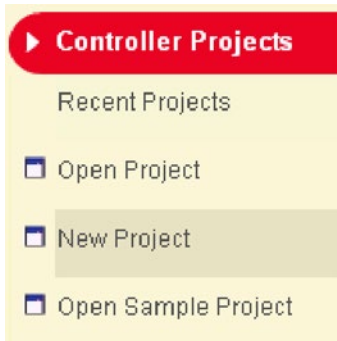 Controller Projects
Recent Projects
Open Project
New Project
Open Sample Project